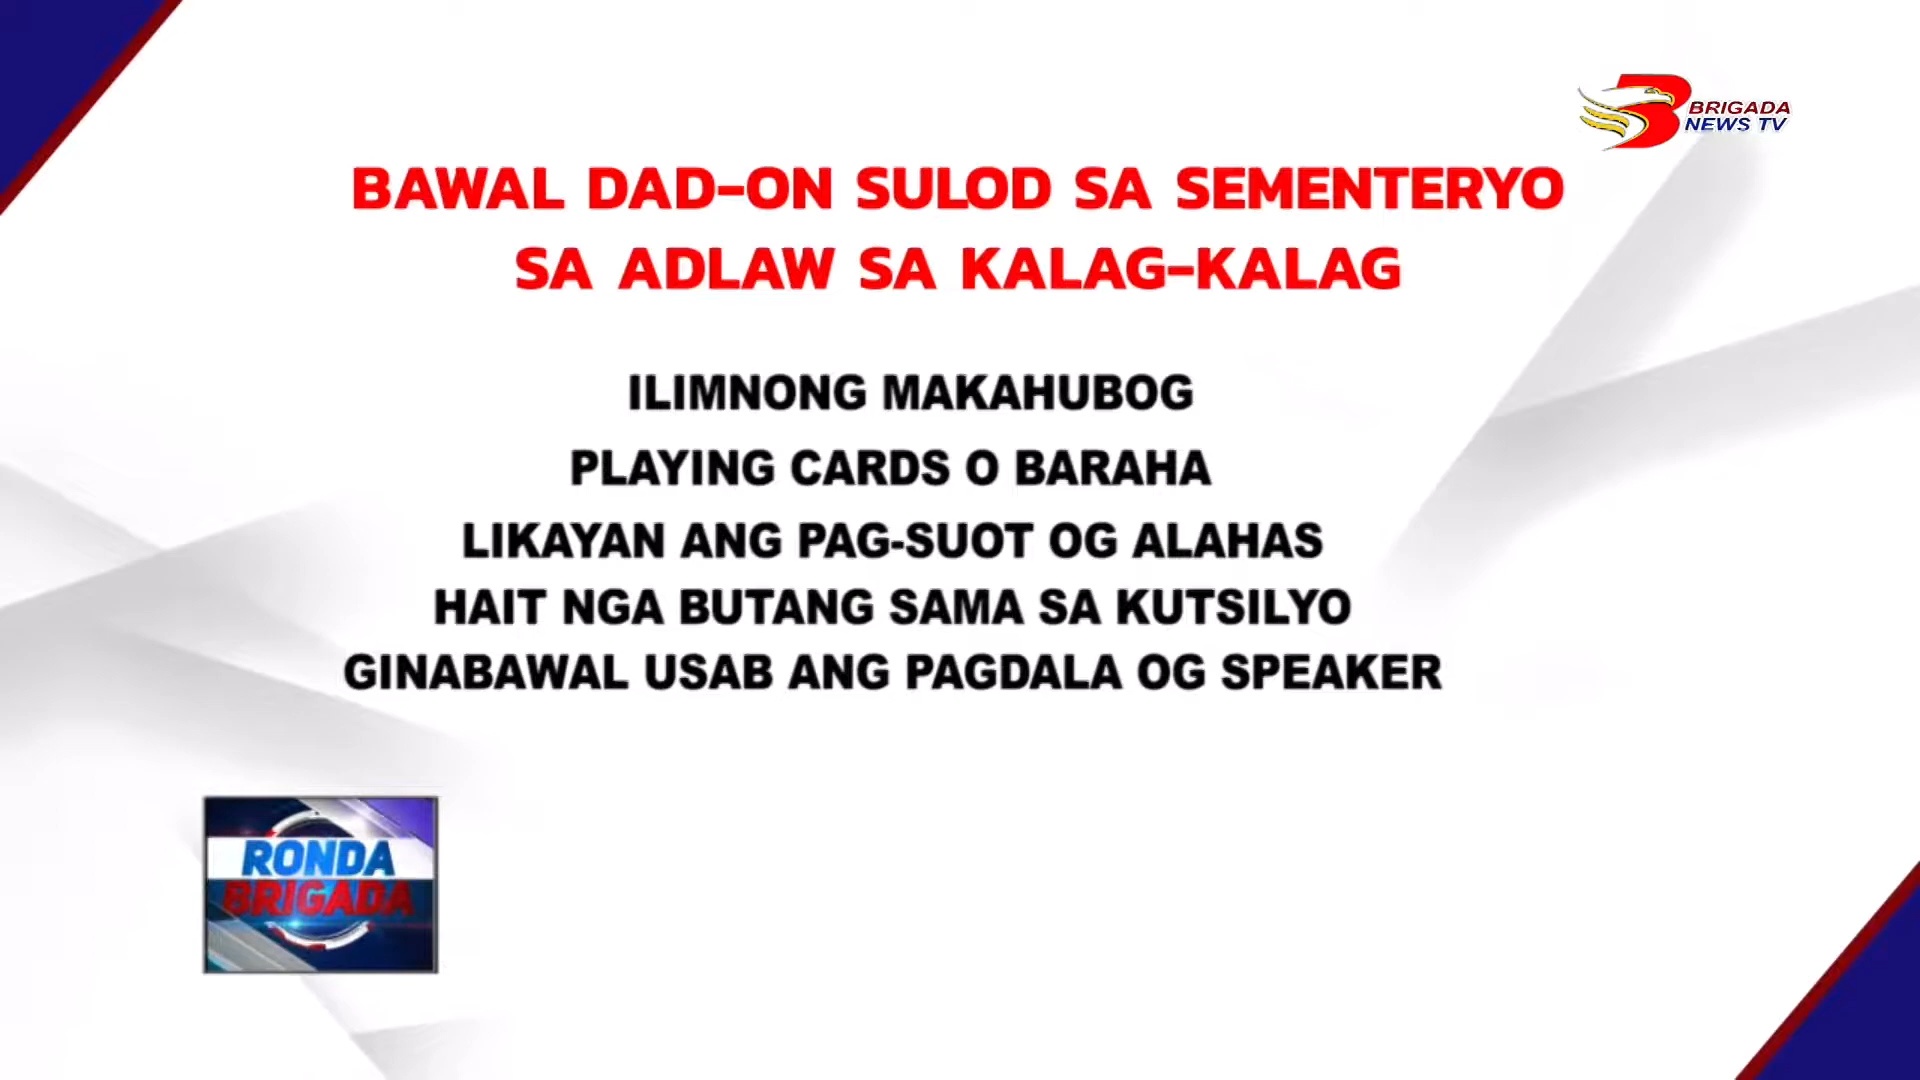 BRIGADA
NEWS TV
BAWAL DAD-ON SULOD SA SEMENTERYO
SA ADLAW SA KALAG-KALAG
ILIMNONG MAKAHUBOG
PLAYING CARDS O BARAHA
LIKAYAN ANG PAG-SUOT OG ALAHAS
HAIT NGA BUTANG SAMA SA KUTSILYO
GINABAWAL USAB ANG PAGDALA OG SPEAKER
RONDA
BRIGADA